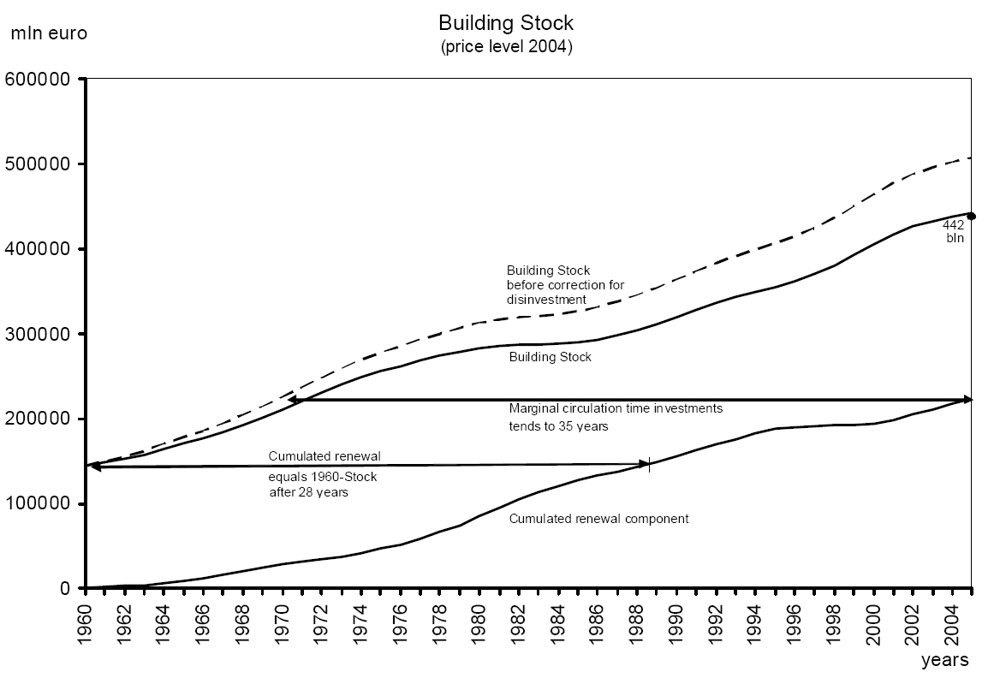 Building Stock
(price level 2004)
mln euro
600000
500000
400000
300000
200000
100000
0
442
bln
Building Stock
before correction for
disinvestment
Building Stock
Marginal circulation time investments
tends to 35 years
Cumulated renewal
equals 1960-Stock
after 28 years
Cumulated renewal component
1960 1962 1964 1966 1968 1970 1972 1974 1976 1978 1980 1982 1984 1986 1988 1990 1992 1994 1996 1998 2000 2002 2004
years